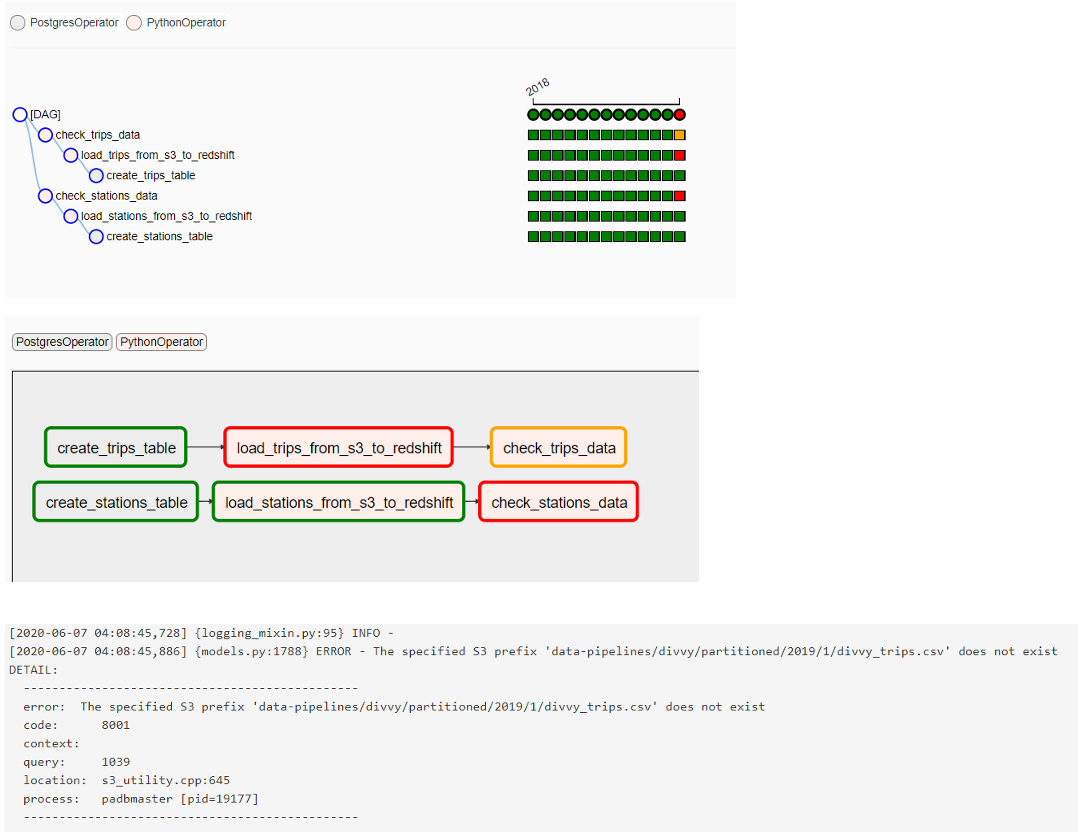 PostgresOperator PythonOperator
2018
[DAG]
check_trips_data
load_trips_from_s3_to_redshift
create_trips_table
check_stations_data
load_stations_from_s3_to_redshift
create_stations_table
PostgresOperator PythonOperator
create_trips_table load_trips_from_s3_to_redshift check_trips_data
create_stations_table load_stations_from_s3_to_redshift check_stations_data
[2020-06-07 04:08:45,728] {logging_mixin.py:95} INFO -
[2020-06-07 04:08:45,886] {models.py:1788} ERROR - The specified S3 prefix 'data-pipelines/divvy/partitioned/2019/1/divvy_trips.csv' does not exist
DETAIL:
-----------------------------------------------
error:  The specified S3 prefix 'data-pipelines/divvy/partitioned/2019/1/divvy_trips.csv' does not exist
code:      8001
context:
query:     1039
location:  s3_utility.cpp:645
process:   padbmaster [pid=19177]
-----------------------------------------------